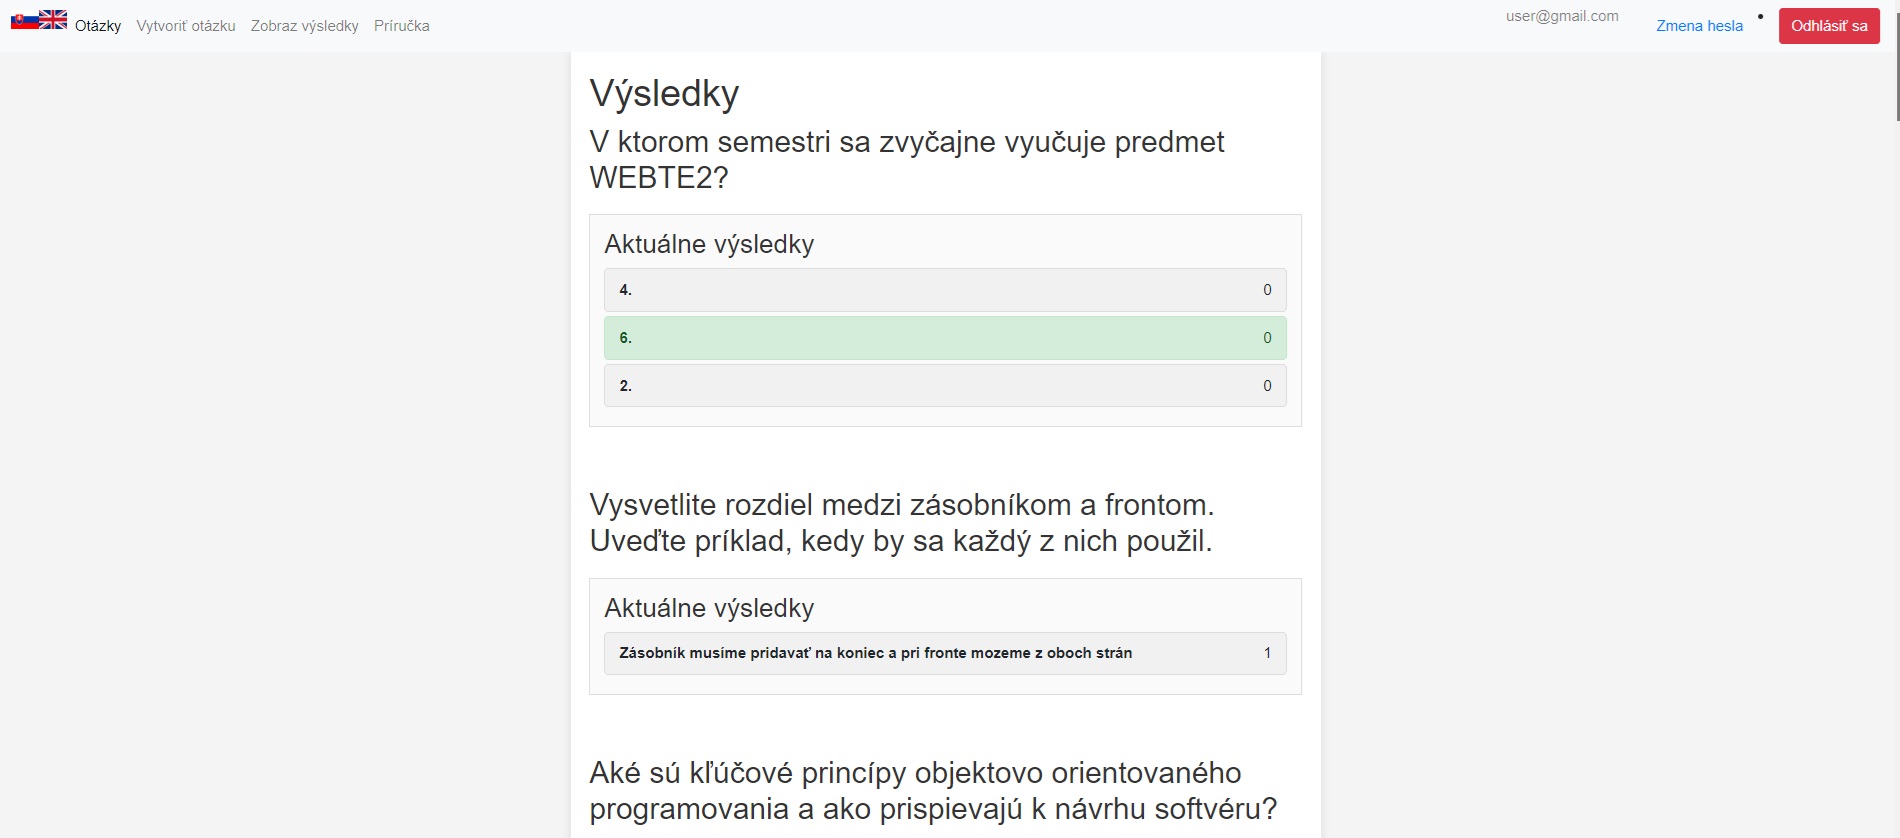 Otázky Vytvoriť otázku Zobraz výsledky Príručka user@gmail.com Zmena hesla Odhlásiť sa
Výsledky
V ktorom semestri sa zvyčajne vyučuje predmet
WEBTE2?
Aktuálne výsledky
4. 0
6. 0
2. 0
Vysvetlite rozdiel medzi zásobníkom a frontom.
Uveďte príklad, kedy by sa každý z nich použil.
Aktuálne výsledky
Zásobník musíme pridavať na koniec a pri fronte mozeme z oboch strán 1
Aké sú kľúčové princípy objektovo orientovaného
programovania a ako prispievajú k návrhu softvéru?